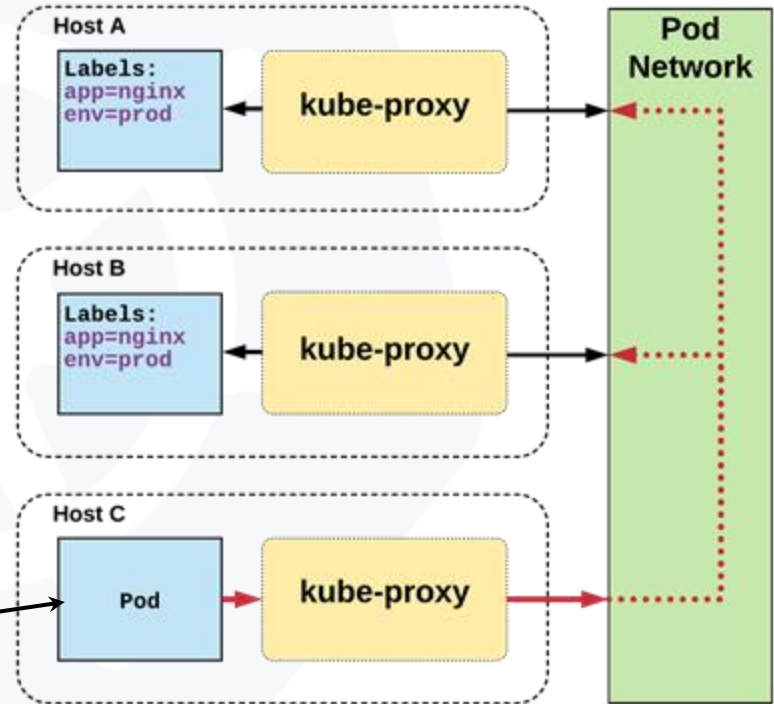 Host A
Labels:
app=nginx
env=prod
kube-proxy
Pod
Network
Host B
Labels:
app=nginx
env=prod
kube-proxy
Host C
Pod
kube-proxy